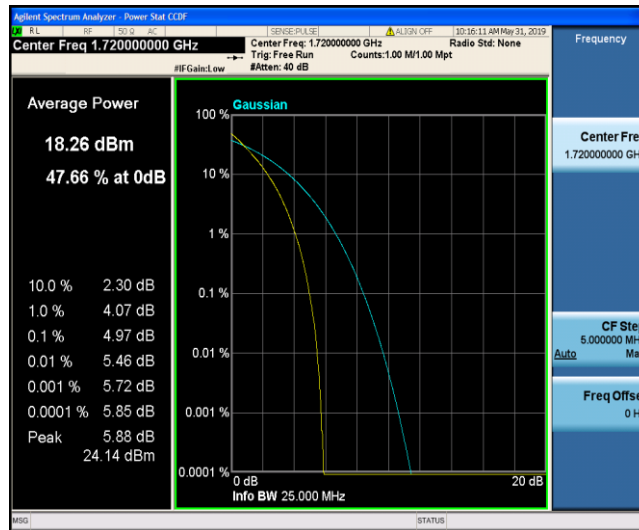 Agilent Spectrum Analyzer - Power Stat CCDF
RL RF 50 Ω AC SENSE:PULSE ALIGN OFF 10:16:11 AM May 31, 2019
Center Freq 1.720000000 GHz
Center Freq: 1.720000000 GHz Radio Std: None
Trig: Free Run Counts:1.00 M/1.00 Mpt
#IFGain:Low #Atten: 40 dB
Frequency
Average Power
18.26 dBm
47.66 % at 0dB
10.0 % 2.30 dB
1.0 % 4.07 dB
0.1 % 4.97 dB
0.01 % 5.46 dB
0.001 % 5.72 dB
0.0001 % 5.85 dB
Peak 5.88 dB
24.14 dBm
Gaussian
100 %
10 %
1 %
0.1 %
0.01 %
0.001 %
0.0001 %
0 dB 20 dB
Info BW 25.000 MHz
Center Fre
1.720000000 GH
CF Ste
5.000000 MH
Auto Ma
Freq Offse
0 H
MSG STATUS